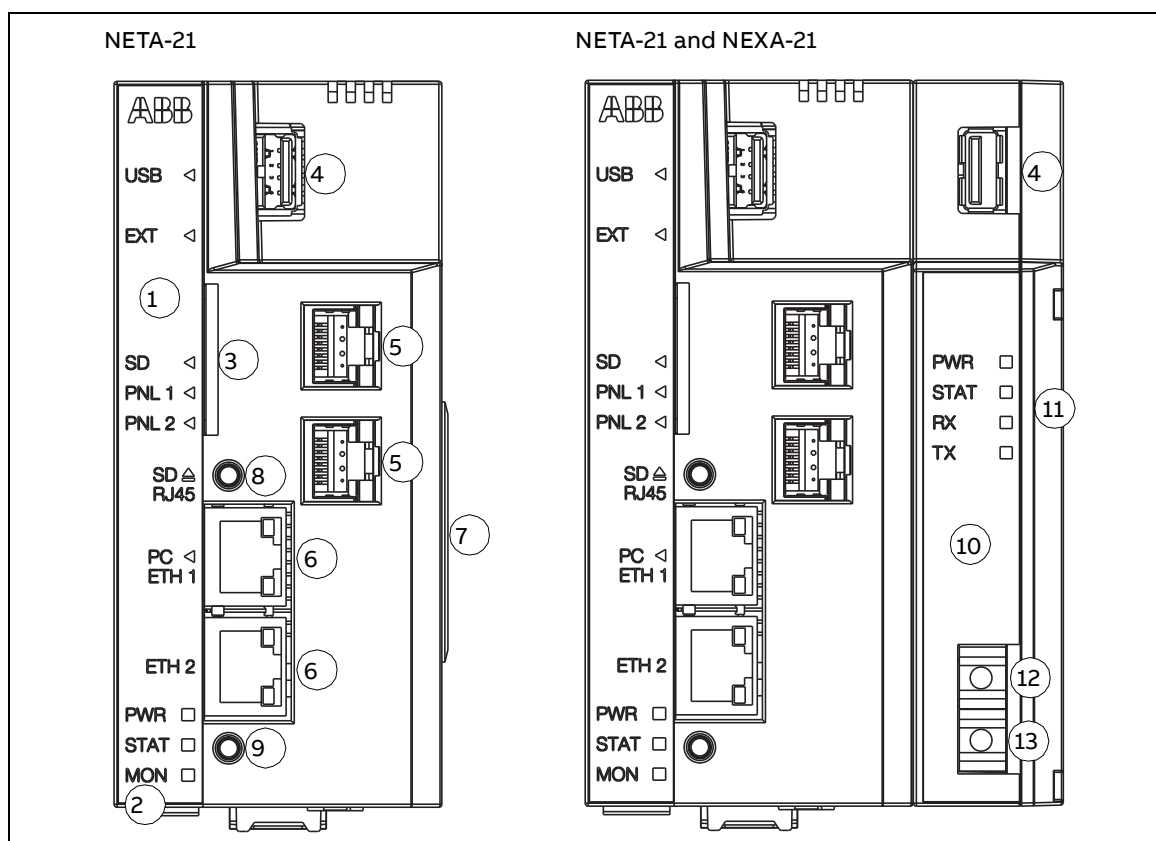 NETA-21
NETA-21 and NEXA-21
ABB
USB
4
EXT
1
SD
3
5
PNL 1
PNL 2
5
SD
8
RJ45
7
PC
6
ETH 1
ETH 2
6
PWR
STAT
9
MON
2
ABB
USB
4
EXT
SD
PNL 1
PNL 2
SD
RJ45
PC
ETH 1
ETH 2
PWR
STAT
MON
PWR
STAT
11
RX
TX
10
12
13